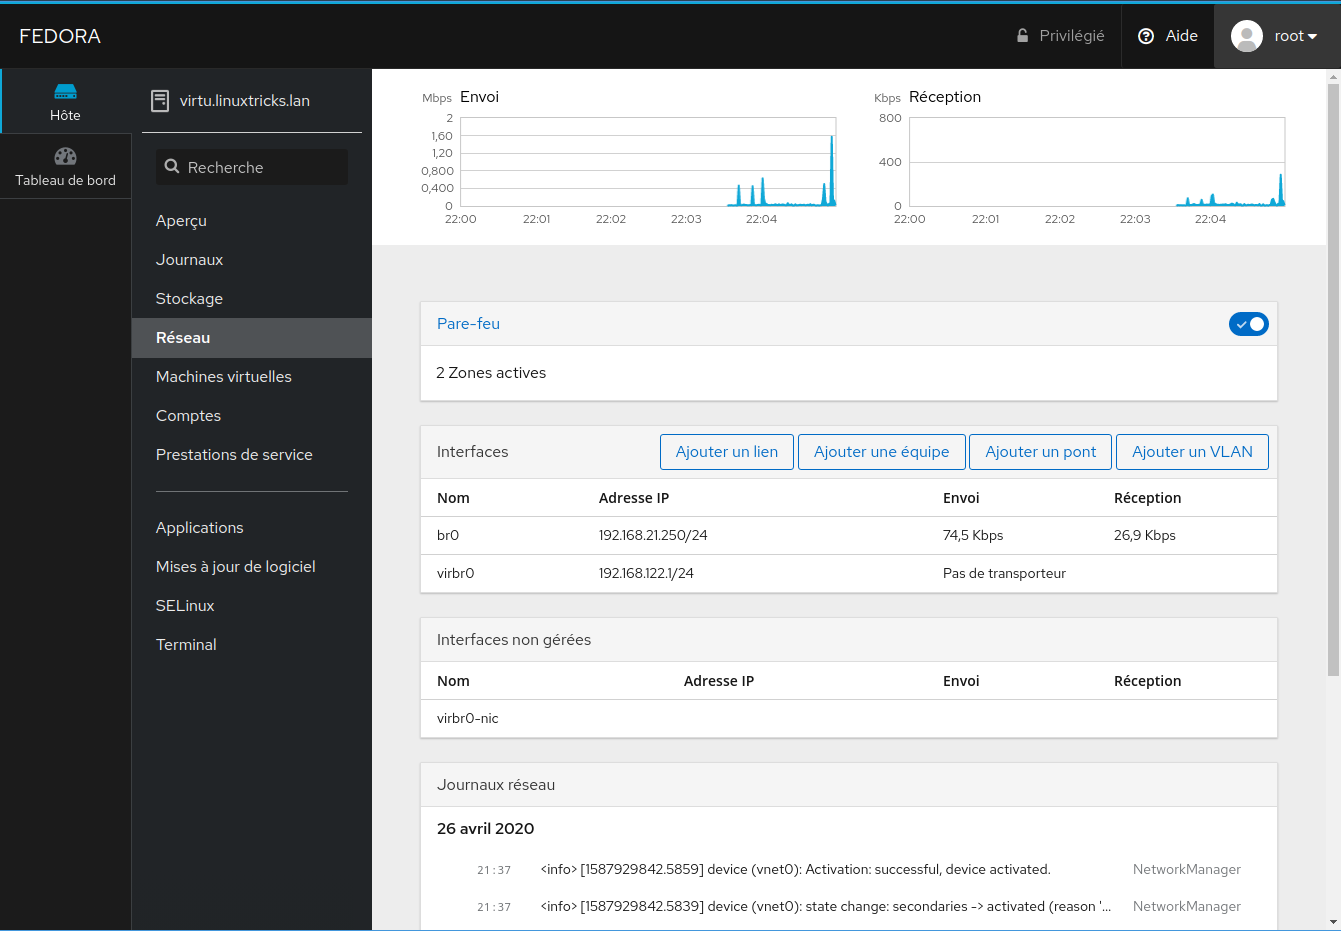 FEDORA
Privilégié
Aide
root
Hôte
Tableau de bord
virtu.linuxtricks.lan
Recherche
Aperçu
Journaux
Stockage
Réseau
Machines virtuelles
Comptes
Prestations de service
Applications
Mises à jour de logiciel
SELinux
Terminal
Mbps Envoi
2
1,60
1,20
0,800
0,400
0
22:00 22:01 22:02 22:03 22:04
Kbps Réception
800
400
0
22:00 22:01 22:02 22:03 22:04
Pare-feu
2 Zones actives
Interfaces Ajouter un lien Ajouter une équipe Ajouter un pont Ajouter un VLAN
Nom Adresse IP Envoi Réception
br0 192.168.21.250/24 74,5 Kbps 26,9 Kbps
virbr0 192.168.122.1/24 Pas de transporteur
Interfaces non gérées
Nom Adresse IP Envoi Réception
virbr0-nic
Journaux réseau
26 avril 2020
21:37 <info> [1587929842.5859] device (vnet0): Activation: successful, device activated. NetworkManager
21:37 <info> [1587929842.5839] device (vnet0): state change: secondaries -> activated (reason '... NetworkManager